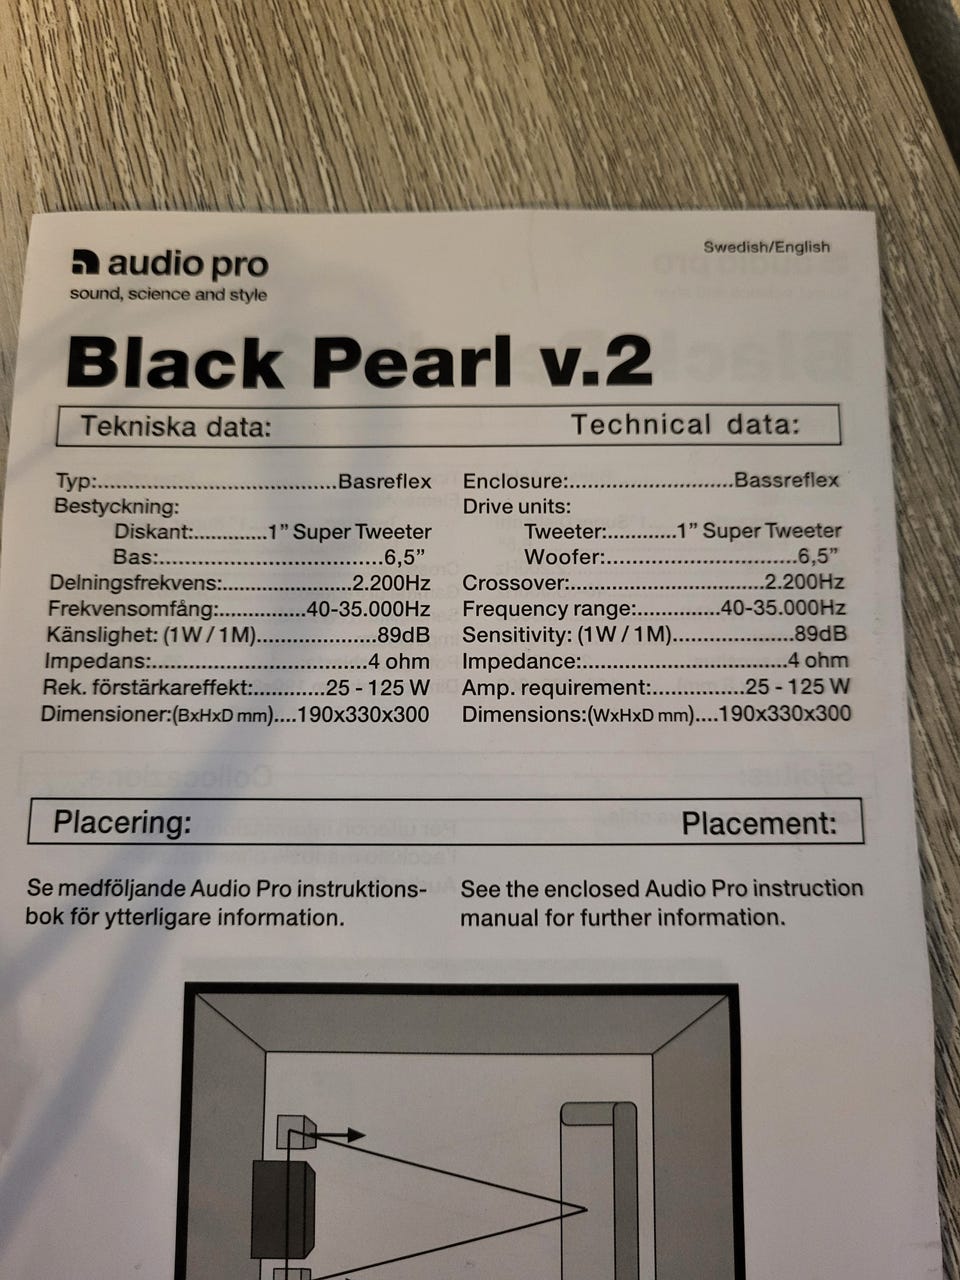 audio pro
sound, science and style
Swedish/English
Black Pearl v.2
Tekniska data:
Technical data:
Typ:....................................Basreflex
Bestyckning:
Diskant:............1” Super Tweeter
Bas:..................................6,5”
Delningsfrekvens:........................2.200Hz
Frekvensomfång:.............40-35.000Hz
Känslighet: (1W / 1M)..................89dB
Impedans:.................................4 ohm
Rek. förstärkareffekt:...........25 - 125 W
Dimensioner:(BxHxD mm)....190x330x300
Enclosure:.........................Bassreflex
Drive units:
Tweeter:...........1” Super Tweeter
Woofer:.............................6,5”
Crossover:.............................2.200Hz
Frequency range:.............40-35.000Hz
Sensitivity: (1W / 1M)..................89dB
Impedance:...............................4 ohm
Amp. requirement:..............25 - 125 W
Dimensions:(WxHxD mm)....190x330x300
Placering:
Placement:
Se medföljande Audio Pro instruktions-
bok för ytterligare information.
See the enclosed Audio Pro instruction
manual for further information.